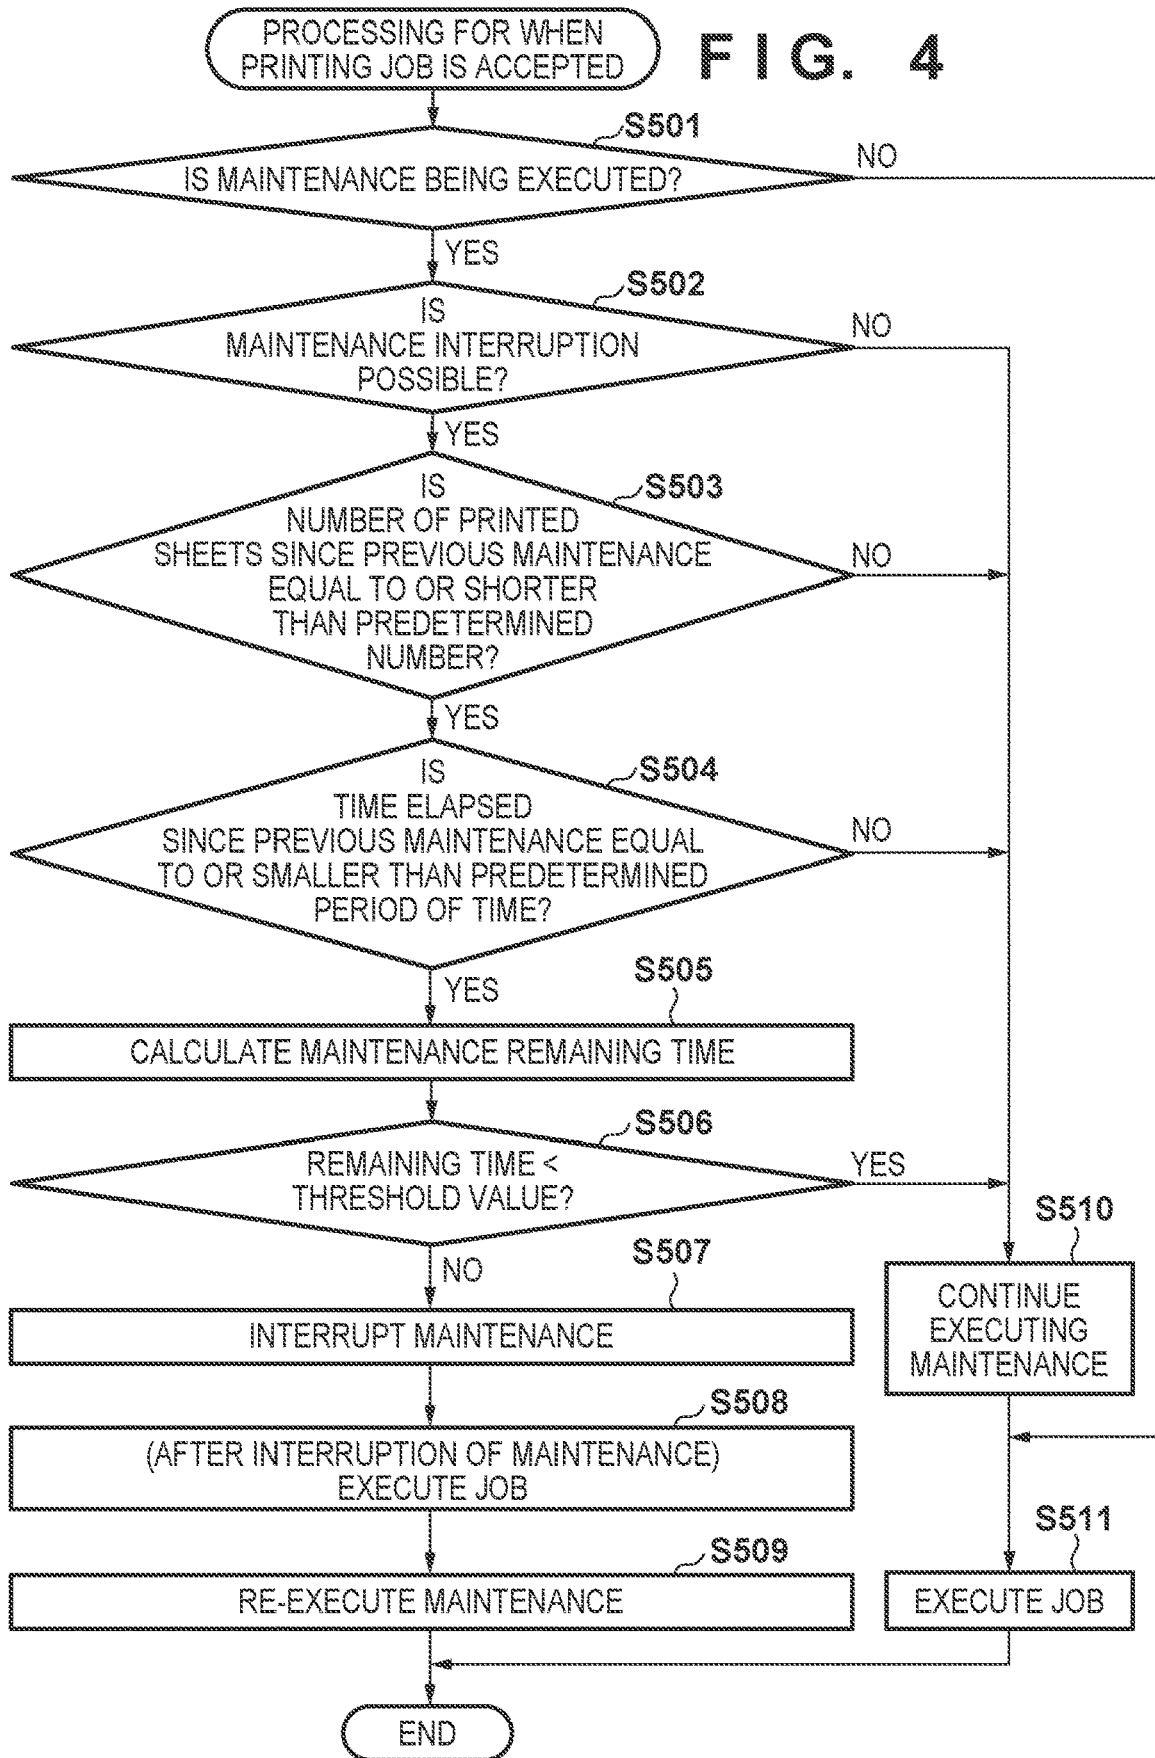 PROCESSING FOR WHEN
PRINTING JOB IS ACCEPTED
FIG. 4
S501
IS MAINTENANCE BEING EXECUTED?
NO
YES
S502
IS
MAINTENANCE INTERRUPTION
POSSIBLE?
NO
YES
S503
IS
NUMBER OF PRINTED
SHEETS SINCE PREVIOUS MAINTENANCE
EQUAL TO OR SHORTER
THAN PREDETERMINED
NUMBER?
NO
YES
S504
IS
TIME ELAPSED
SINCE PREVIOUS MAINTENANCE EQUAL
TO OR SMALLER THAN PREDETERMINED
PERIOD OF TIME?
NO
YES
S505
CALCULATE MAINTENANCE REMAINING TIME
S506
REMAINING TIME <
THRESHOLD VALUE?
YES
NO
S507
INTERRUPT MAINTENANCE
S510
CONTINUE
EXECUTING
MAINTENANCE
S508
(AFTER INTERRUPTION OF MAINTENANCE)
EXECUTE JOB
S509
RE-EXECUTE MAINTENANCE
S511
EXECUTE JOB
END